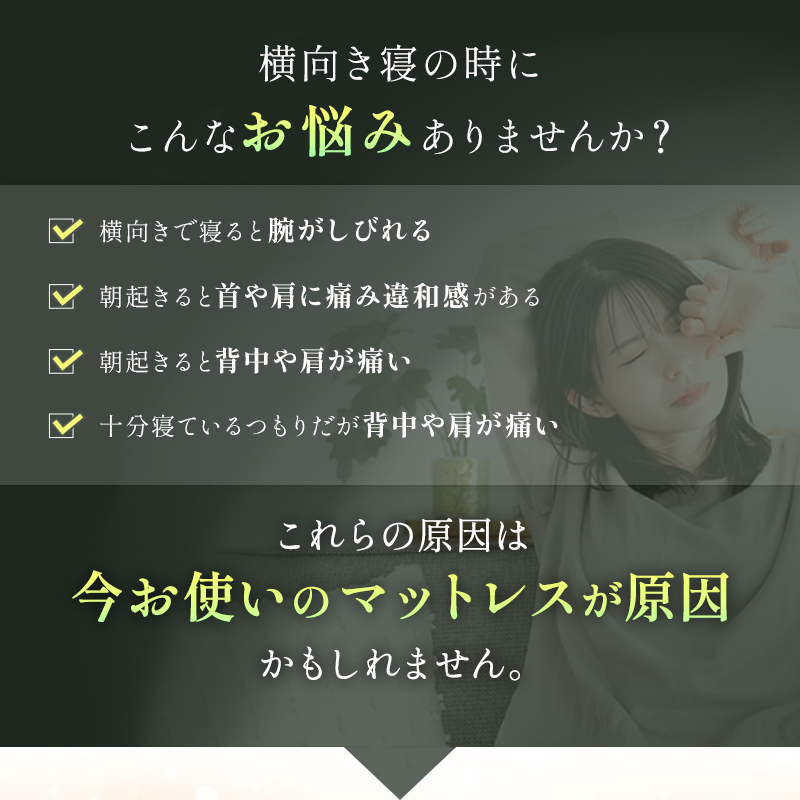 横向き寝の時に
こんなお悩みありませんか？
横向きで寝ると腕がしびれる
朝起きると首や肩に痛み違和感がある
朝起きると背中や肩が痛い
十分寝ているつもりだが背中や肩が痛い
これらの原因は
今お使いのマットレスが原因
かもしれません。